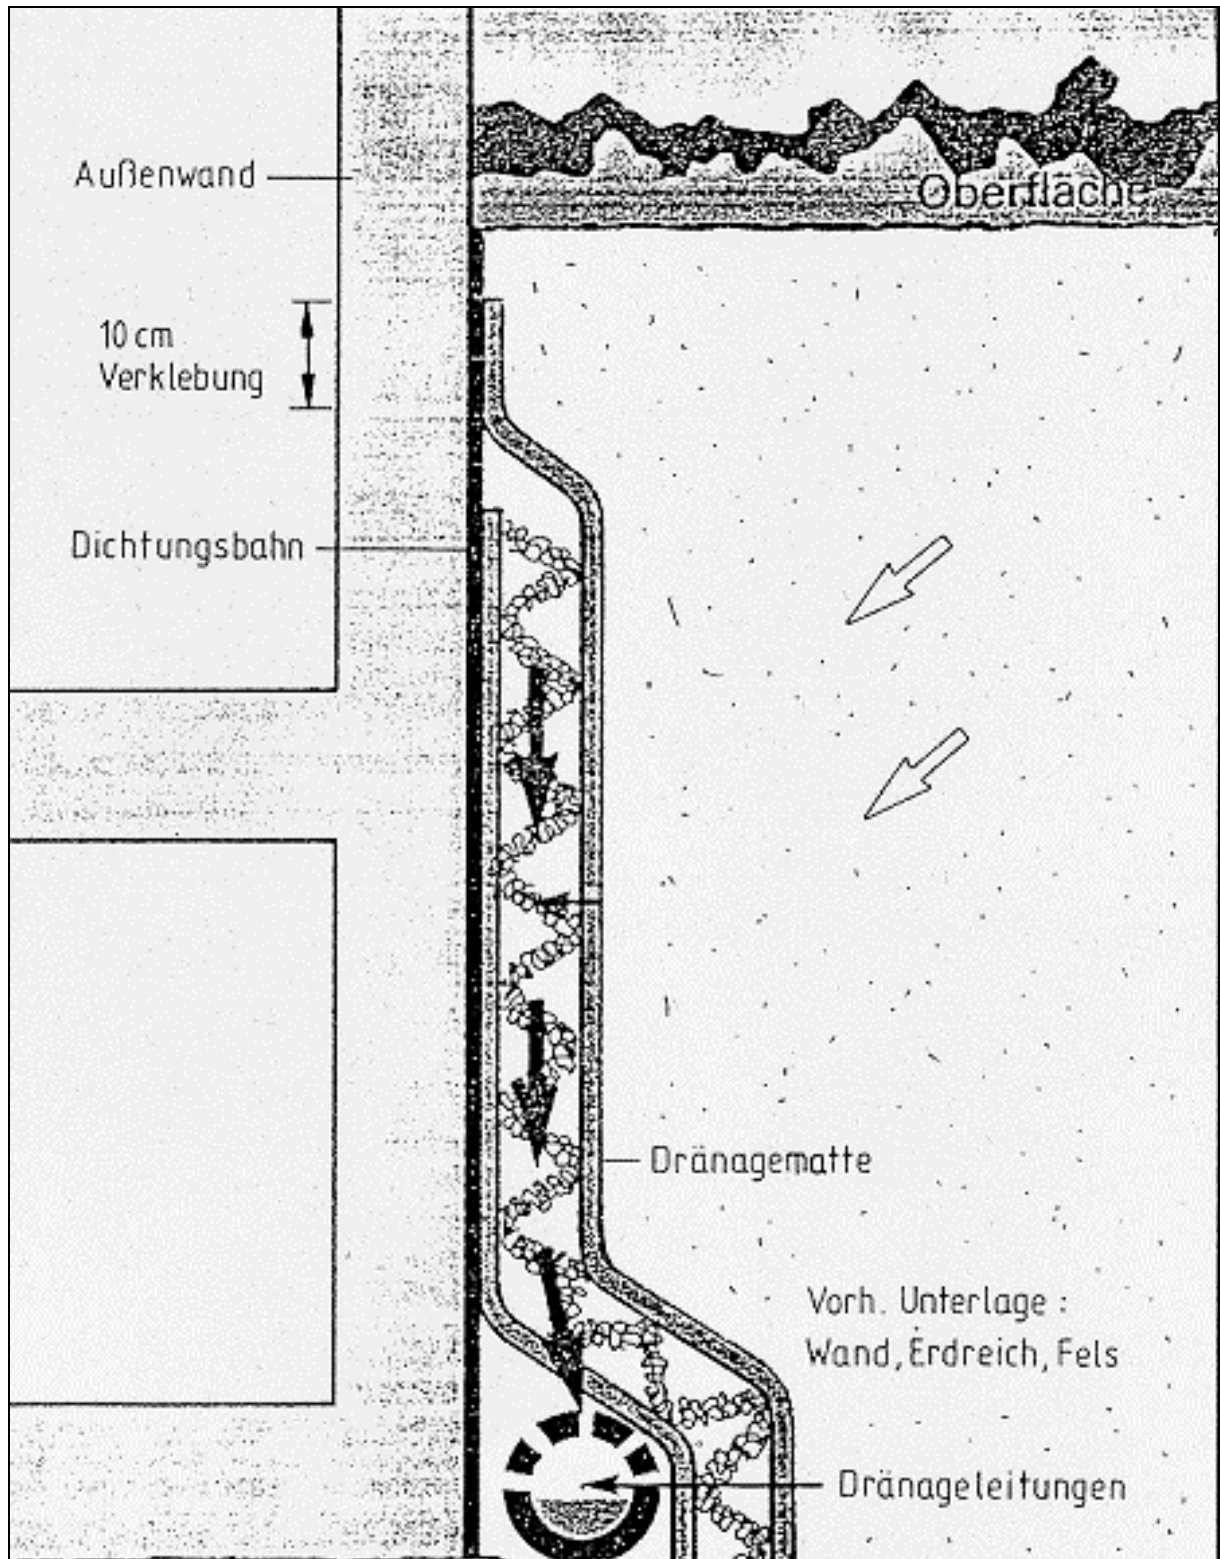 Außenwand
Oberfläche
10 cm
Verklebung
Dichtungsbahn
Dränagematte
Vorh. Unterlage :
Wand, Erdreich, Fels
Dränageleitungen